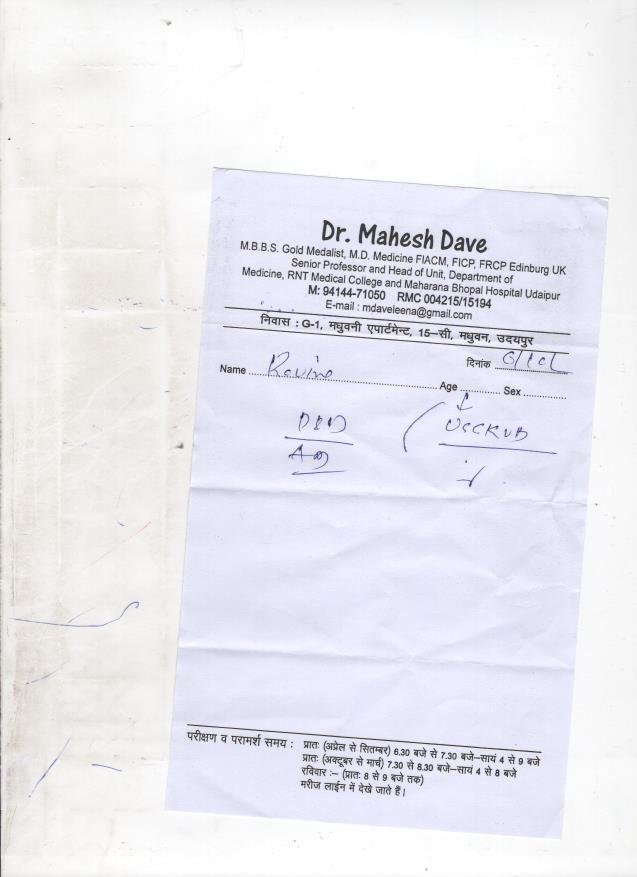 Dr. Mahesh Dave
M.B.B.S. Gold Medalist, M.D. Medicine FIACM, FICP, FRCP Edinburg UK
Senior Professor and Head of Unit, Department of
Medicine, RNT Medical College and Maharana Bhopal Hospital Udaipur
M: 94144-71050 RMC 004215/15194
E-mail : mdaveleena@gmail.com
निवास : G-1, मधुवनी एपार्टमेन्ट, 15–सी, मधुवन, उदयपुर
दिनांक
Name Age Sex
परीक्षण व परामर्श समय : प्रातः (अप्रेल से सितम्बर) 6.30 बजे से 7.30 बजे–सायं 4 से 9 बजे
प्रातः (अक्टूबर से मार्च) 7.30 से 8.30 बजे–सायं 4 से 8 बजे
रविवार :– (प्रातः 8 से 9 बजे तक)
मरीज लाईन में देखे जाते हैं।